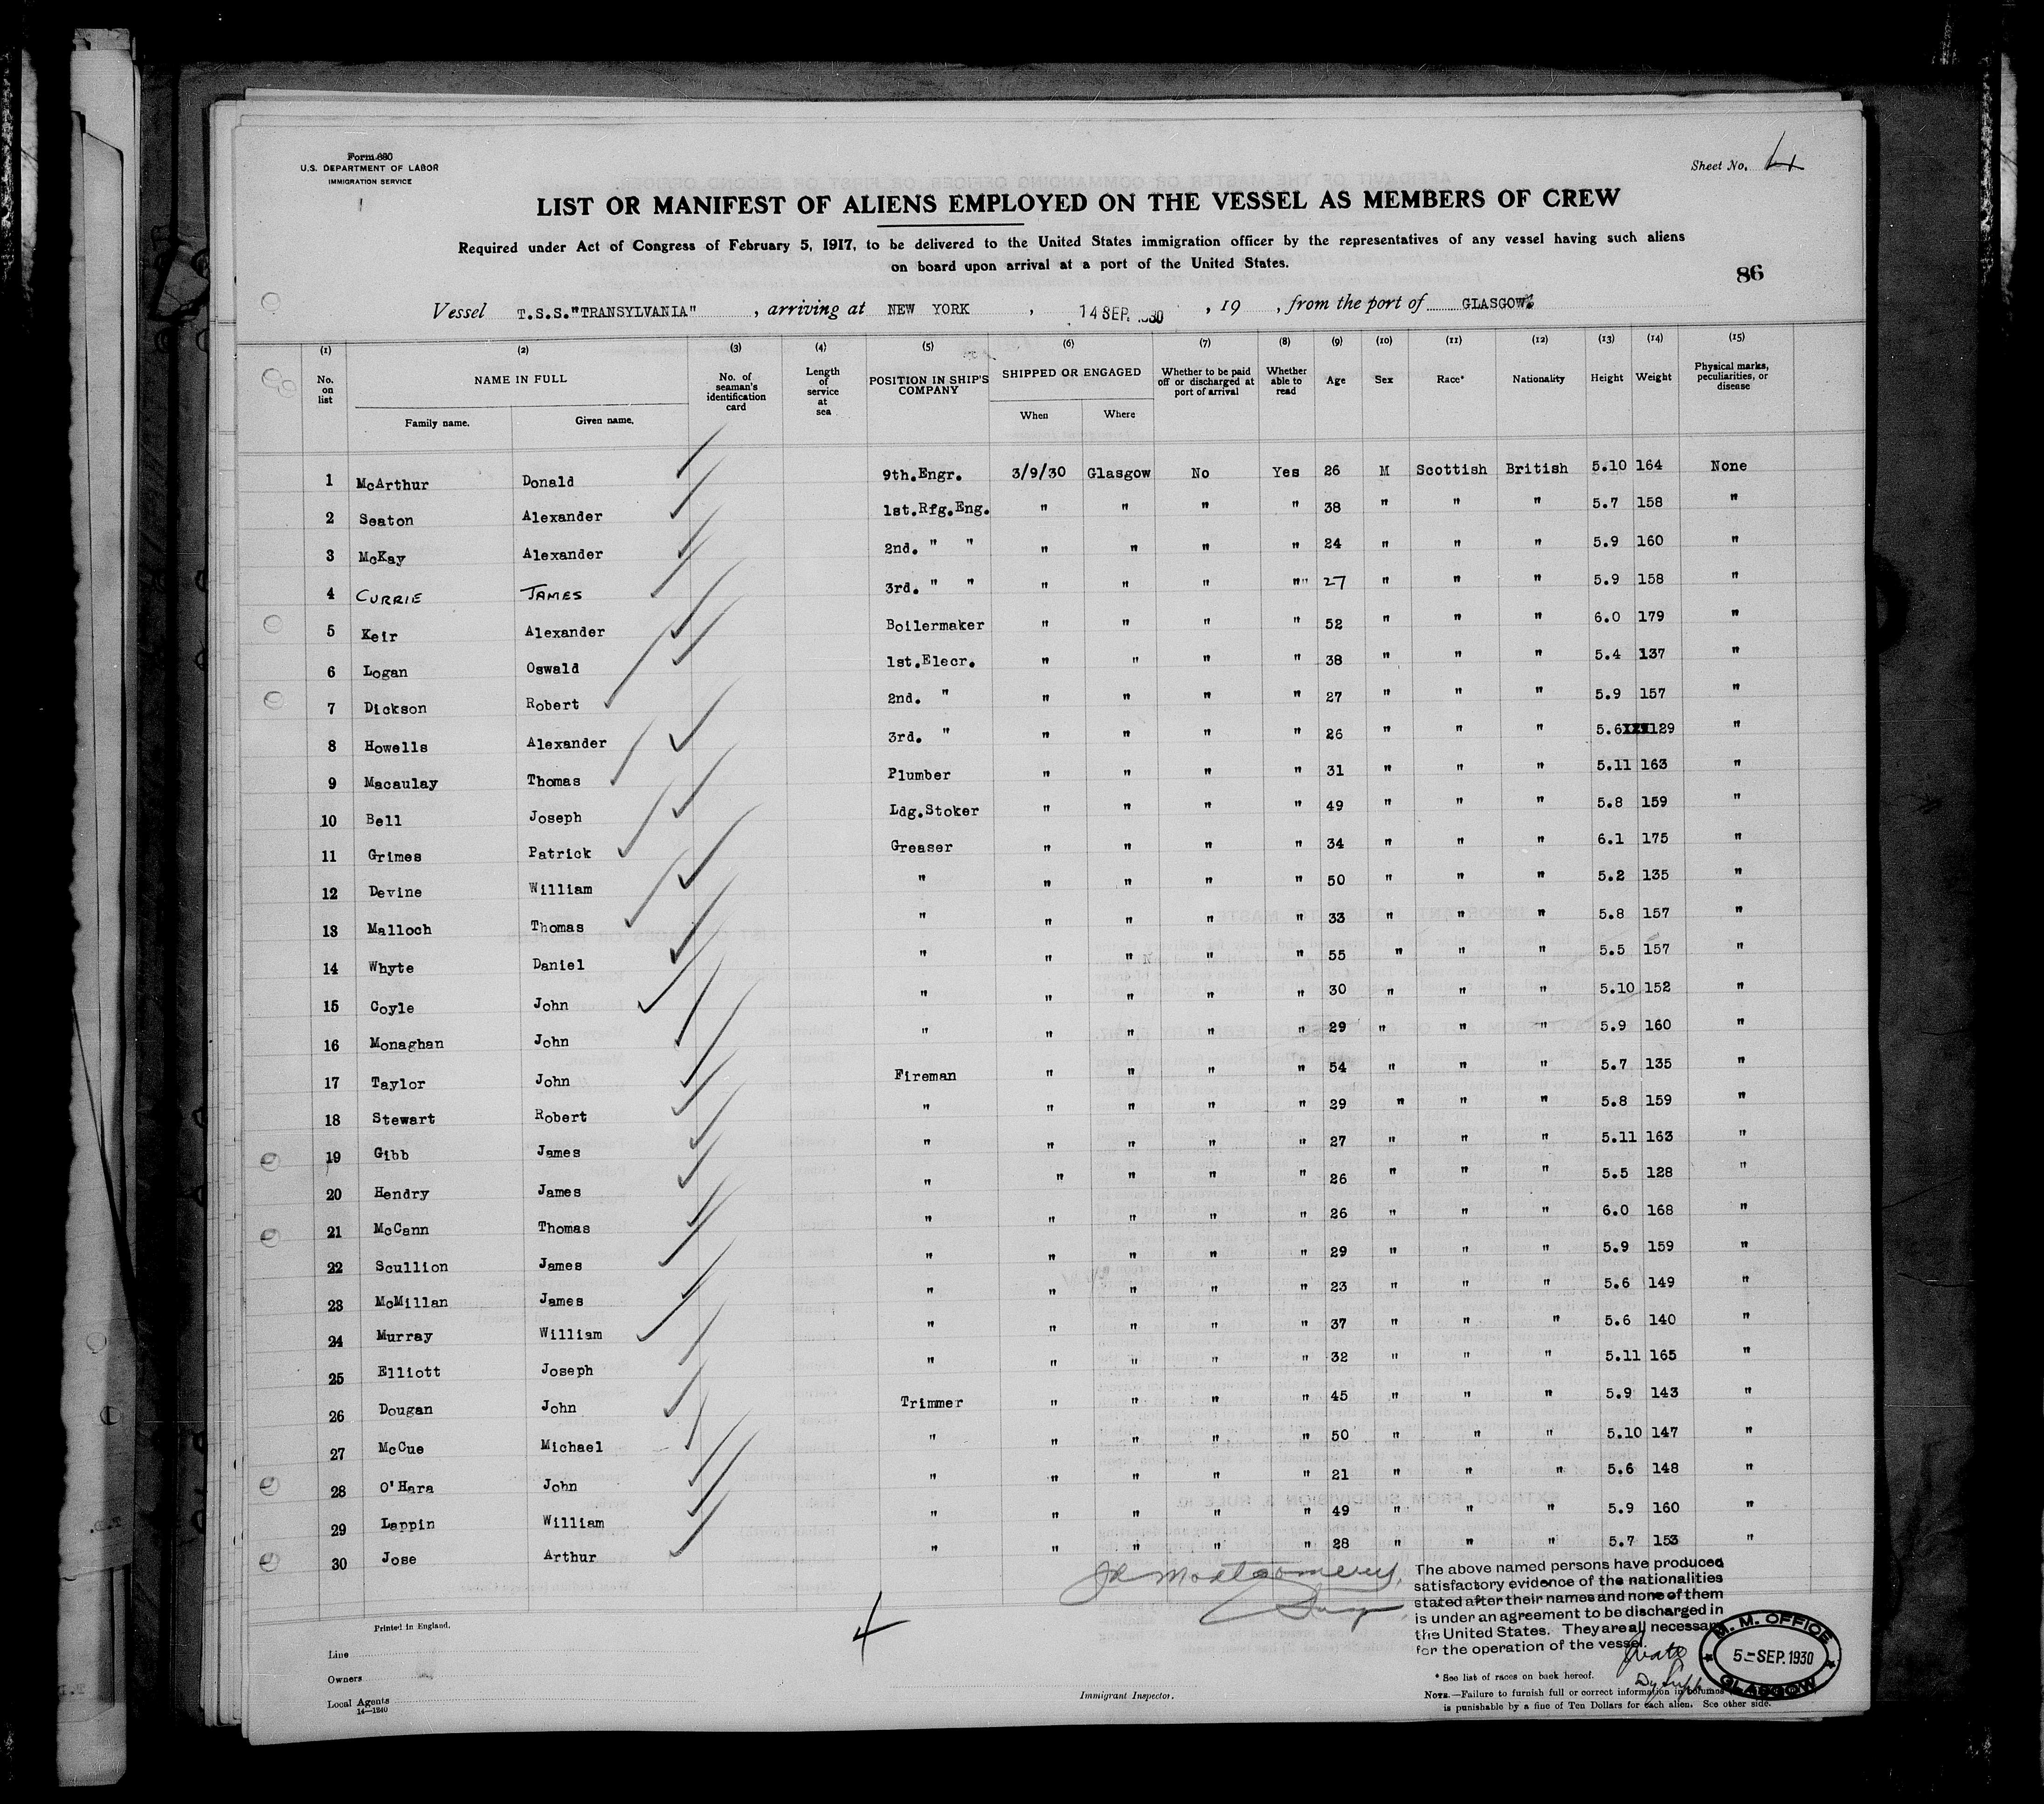 Form 680
U.S. DEPARTMENT OF LABOR
IMMIGRATION SERVICE
Sheet No. 4
LIST OR MANIFEST OF ALIENS EMPLOYED ON THE VESSEL AS MEMBERS OF CREW
Required under Act of Congress of February 5, 1917, to be delivered to the United States immigration officer by the representatives of any vessel having such aliens
on board upon arrival at a port of the United States.
86
Vessel T.S.S."TRANSYLVANIA" , arriving at NEW YORK , 14 SEP. 1930 , 19 , from the port of GLASGOW
(1) (2) (3) (4) (5) (6) (7) (8) (9) (10) (11) (12) (13) (14) (15)
No. on list NAME IN FULL Family name. Given name. No. of seaman's identification card Length of service at sea POSITION IN SHIP'S COMPANY SHIPPED OR ENGAGED When Where Whether to be paid off or discharged at port of arrival Whether able to read Age Sex Race* Nationality Height Weight Physical marks, peculiarities, or disease
1 McArthur Donald 9th.Engr. 3/9/30 Glasgow No Yes 26 M Scottish British 5.10 164 None
2 Seaton Alexander 1st.Rfg.Eng. " " " " 38 " " " 5.7 158 "
3 McKay Alexander 2nd. " " " " " " 24 " " " 5.9 160 "
4 CURRIE JAMES 3rd. " " " " " "" 27 " " " 5.9 158 "
5 Keir Alexander Boilermaker " " " " 52 " " " 6.0 179 "
6 Logan Oswald 1st.Elecr. " " " " 38 " " " 5.4 137 "
7 Dickson Robert 2nd. " " " " " 27 " " " 5.9 157 "
8 Howells Alexander 3rd. " " " " " 26 " " " 5.6 129 "
9 Macaulay Thomas Plumber " " " " 31 " " " 5.11 163 "
10 Bell Joseph Ldg.Stoker " " " " 49 " " " 5.8 159 "
11 Grimes Patrick Greaser " " " " 34 " " " 6.1 175 "
12 Devine William " " " " " 50 " " " 5.2 135 "
13 Malloch Thomas " " " " " 33 " " " 5.8 157 "
14 Whyte Daniel " " " " " 55 " " " 5.5 157 "
15 Coyle John " " " " " 30 " " " 5.10 152 "
16 Monaghan John " " " " " 29 " " " 5.9 160 "
17 Taylor John Fireman " " " " 54 " " " 5.7 135 "
18 Stewart Robert " " " " " 29 " " " 5.8 159 "
19 Gibb James " " " " " 27 " " " 5.11 163 "
20 Hendry James " " " " " 26 " " " 5.5 128 "
21 McCann Thomas " " " " " 26 " " " 6.0 168 "
22 Scullion James " " " " " 29 " " " 5.9 159 "
23 McMillan James " " " " " 23 " " " 5.6 149 "
24 Murray William " " " " " 37 " " " 5.6 140 "
25 Elliott Joseph " " " " " 32 " " " 5.11 165 "
26 Dougan John Trimmer " " " " 45 " " " 5.9 143 "
27 McCue Michael " " " " " 50 " " " 5.10 147 "
28 O'Hara John " " " " " 21 " " " 5.6 148 "
29 Lappin William " " " " " 49 " " " 5.9 160 "
30 Jose Arthur " " " " " 28 " " " 5.7 153 "
Montgomery
The above named persons have produced
satisfactory evidence of the nationalities
stated after their names and none of them
is under an agreement to be discharged in
the United States. They are all necessary
for the operation of the vessel.
M. M. OFFICE
5-SEP.1930
GLASGOW
Printed in England.
Line
Owners
Local Agents
14—1240
Immigrant Inspector.
* See list of races on back hereof.
NOTE.—Failure to furnish full or correct information in columns
is punishable by a fine of Ten Dollars for each alien. See other side.